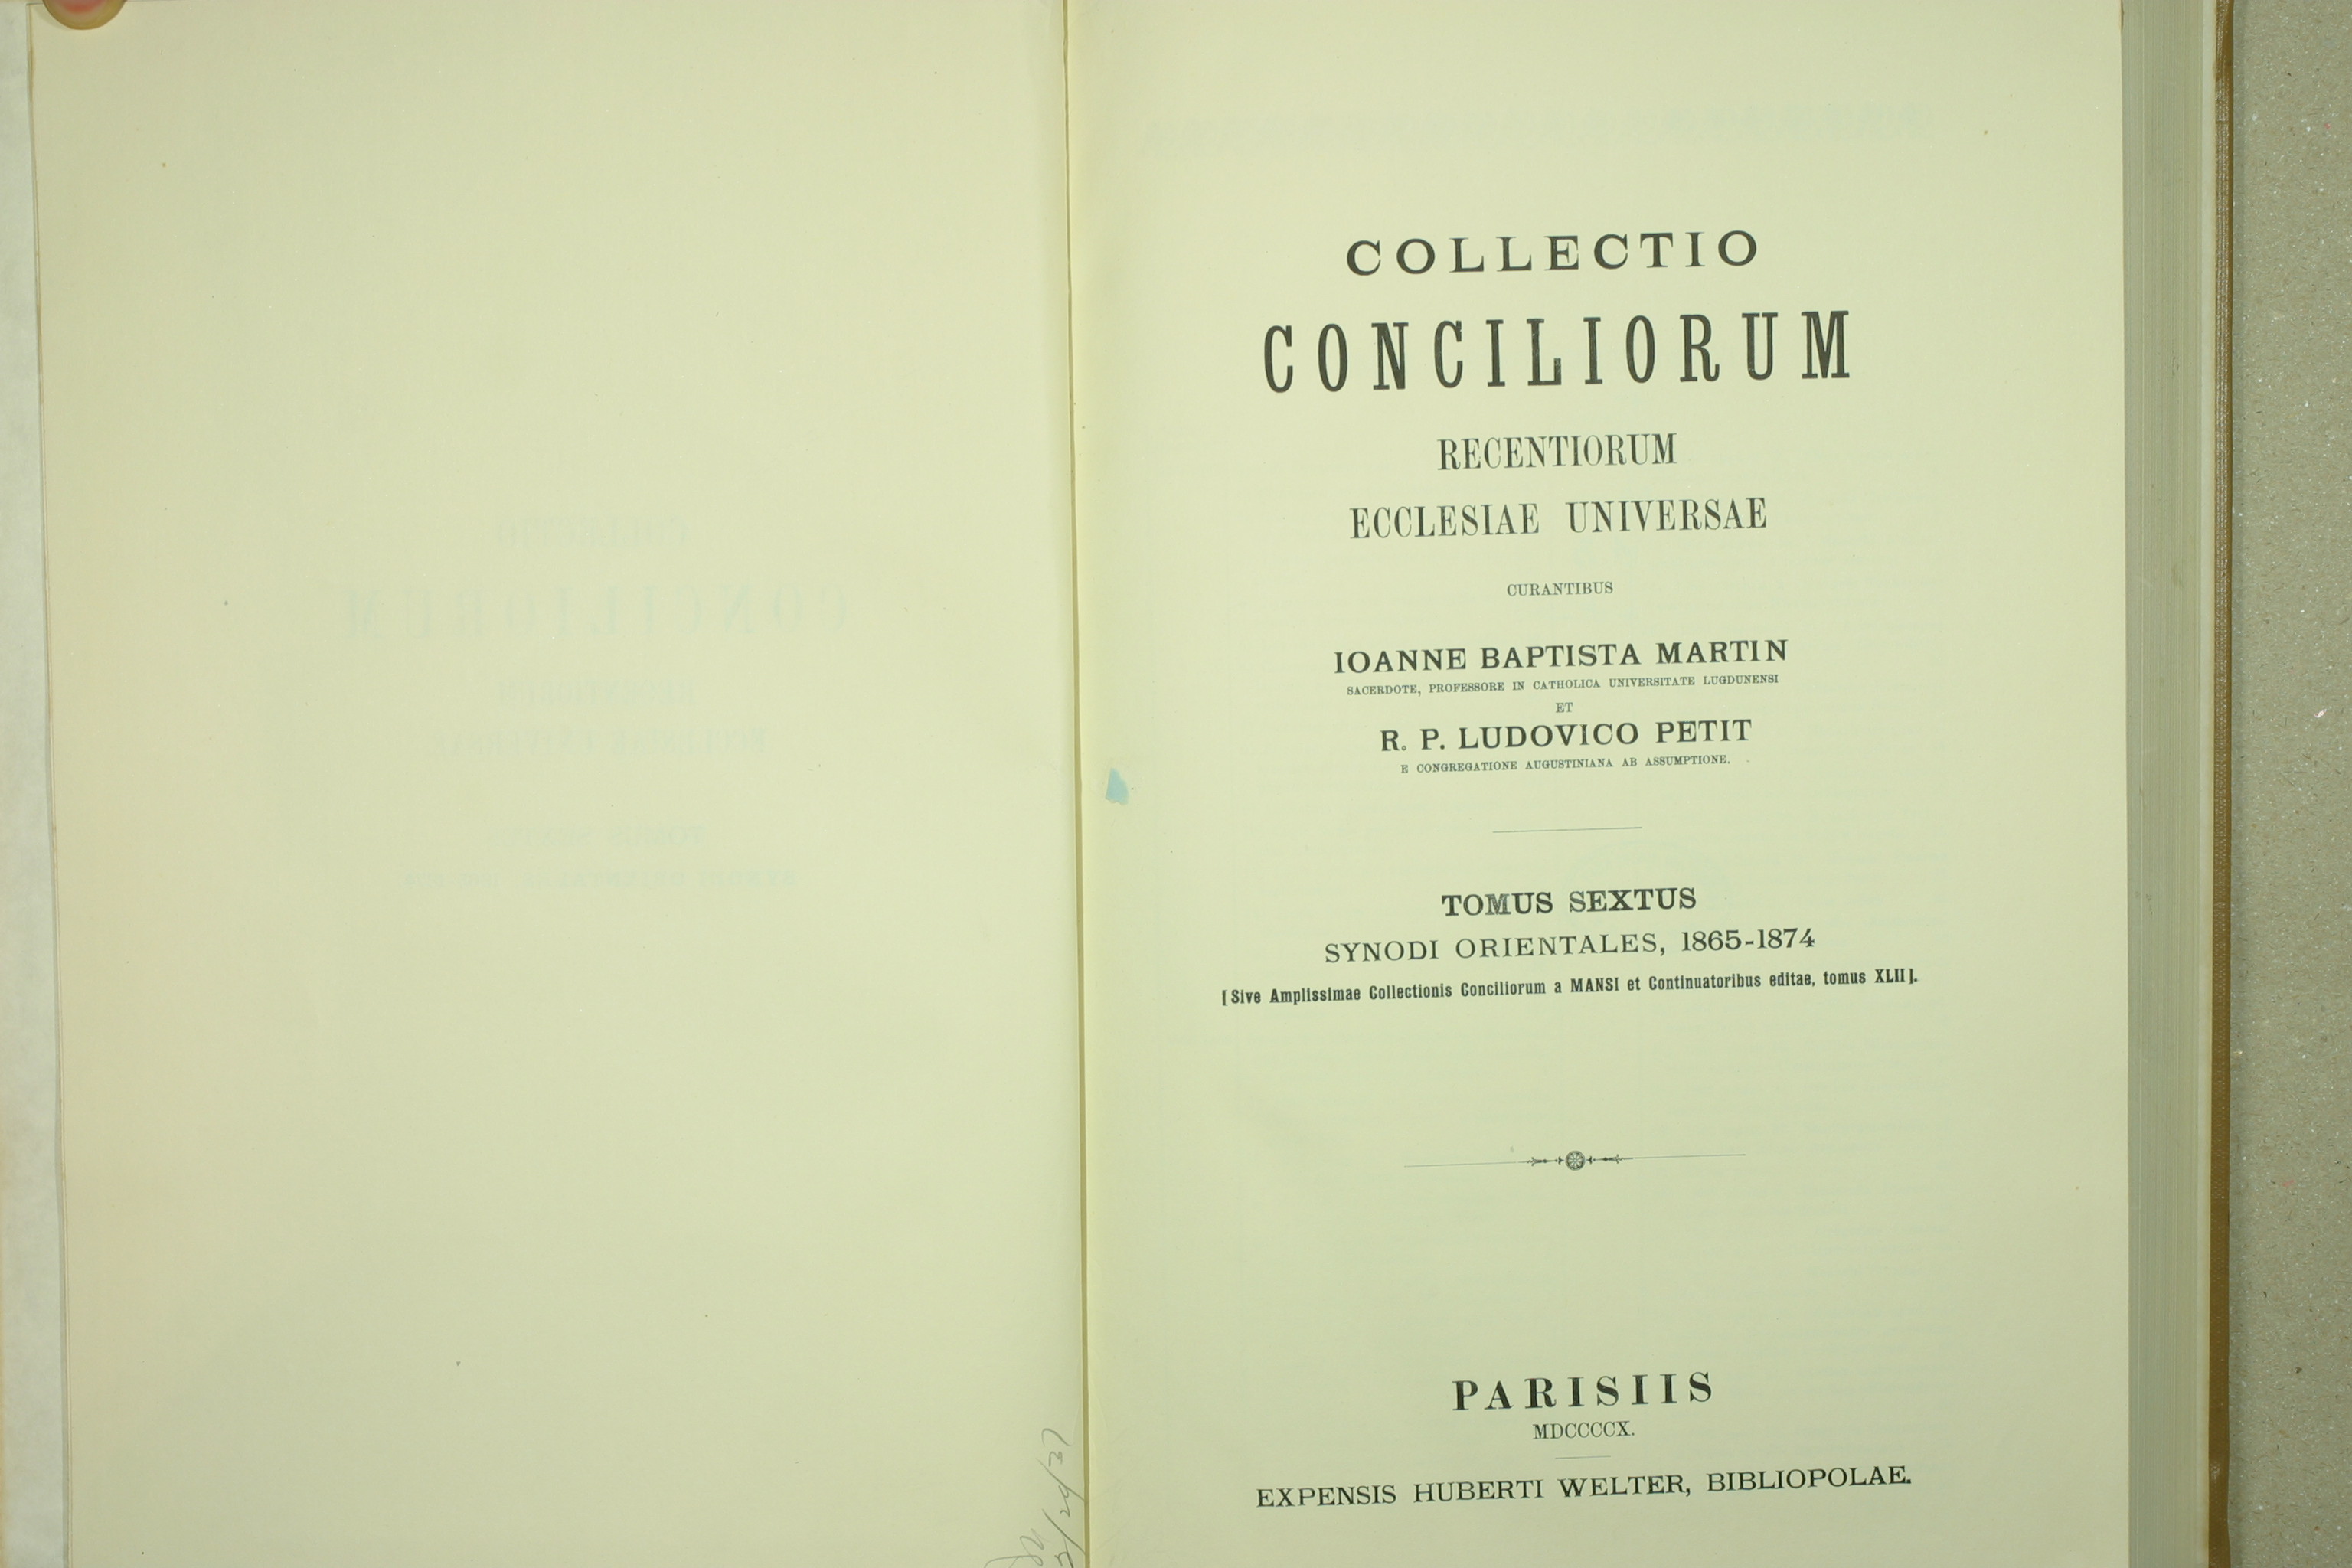 COLLECTIO
CONCILIORUM
RECENTIORUM
ECCLESIAE UNIVERSAE
CURANTIBUS
IOANNE BAPTISTA MARTIN
SACERDOTE, PROFESSORE IN CATHOLICA UNIVERSITATE LUGDUNENSI
ET
R. P. LUDOVICO PETIT
E CONGREGATIONE AUGUSTINIANA AB ASSUMPTIONE.
TOMUS SEXTUS
SYNODI ORIENTALES, 1865-1874
[Sive Amplissimae Collectionis Conciliorum a MANSI et Continuatoribus editae, tomus XLII].
PARISIIS
MDCCCCX.
EXPENSIS HUBERTI WELTER, BIBLIOPOLAE.